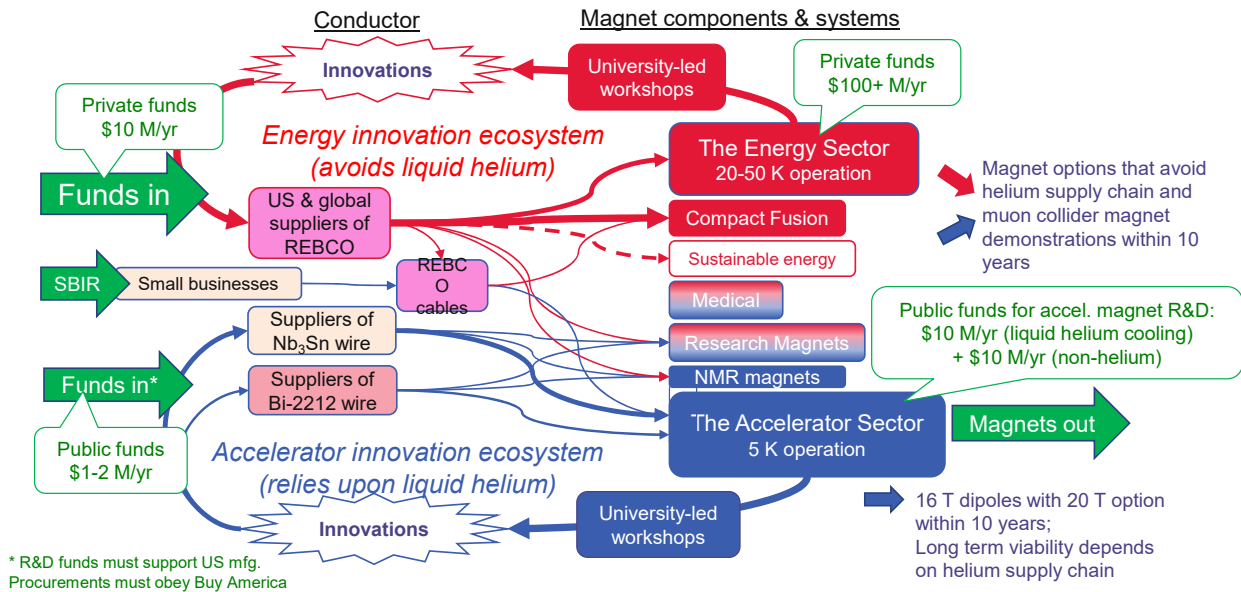 Conductor
Magnet components & systems
Innovations
University-led
workshops
Private funds
$100+ M/yr
Private funds
$10 M/yr
Energy innovation ecosystem
(avoids liquid helium)
The Energy Sector
20-50 K operation
Magnet options that avoid
helium supply chain and
muon collider magnet
demonstrations within 10
years
Funds in
US & global
suppliers of
REBCO
Compact Fusion
Sustainable energy
SBIR
Small businesses
REBC
O
cables
Medical
Public funds for accel. magnet R&D:
$10 M/yr (liquid helium cooling)
+ $10 M/yr (non-helium)
Suppliers of
Nb3Sn wire
Research Magnets
Funds in*
Suppliers of
Bi-2212 wire
NMR magnets
The Accelerator Sector
5 K operation
Magnets out
Public funds
$1-2 M/yr
Accelerator innovation ecosystem
(relies upon liquid helium)
Innovations
University-led
workshops
16 T dipoles with 20 T option
within 10 years;
Long term viability depends
on helium supply chain
* R&D funds must support US mfg.
Procurements must obey Buy America